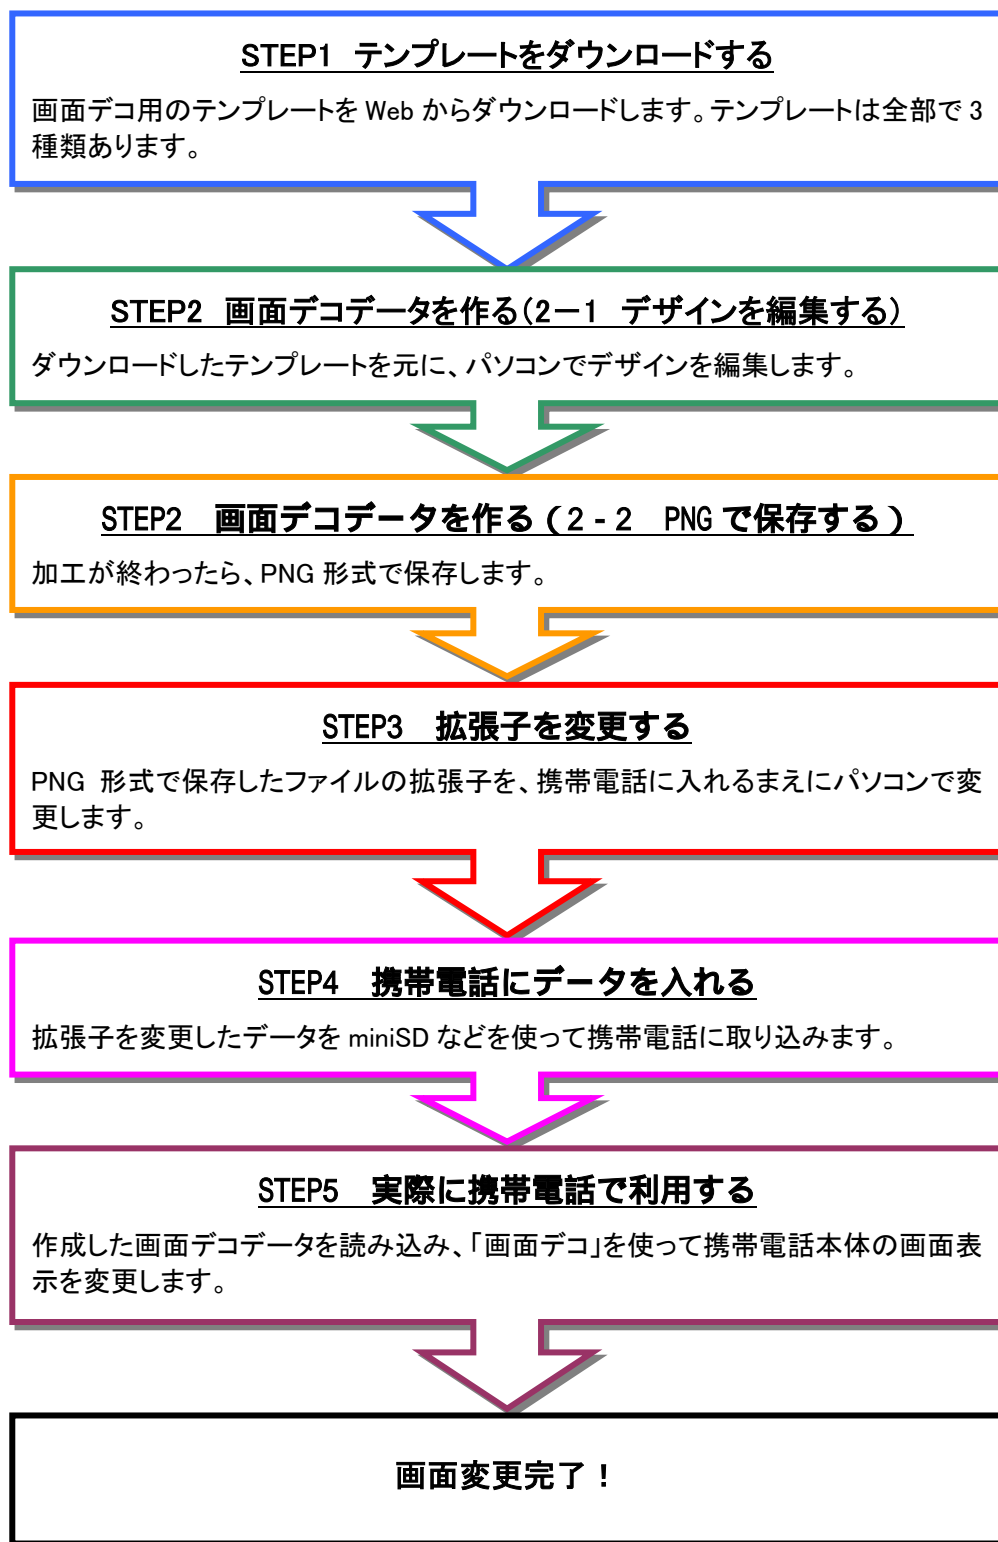 STEP1　テンプレートをダウンロードする
画面デコ用のテンプレートを Web からダウンロードします。テンプレートは全部で 3
種類あります。
STEP2　画面デコデータを作る（2－1　デザインを編集する）
ダウンロードしたテンプレートを元に、パソコンでデザインを編集します。
STEP2　画面デコデータを作る ( 2 - 2　PNG で保存する )
加工が終わったら、PNG 形式で保存します。
STEP3　拡張子を変更する
PNG 形式で保存したファイルの拡張子を、携帯電話に入れるまえにパソコンで変
更します。
STEP4　携帯電話にデータを入れる
拡張子を変更したデータを miniSD などを使って携帯電話に取り込みます。
STEP5　実際に携帯電話で利用する
作成した画面デコデータを読み込み、「画面デコ」を使って携帯電話本体の画面表
示を変更します。
画面変更完了！